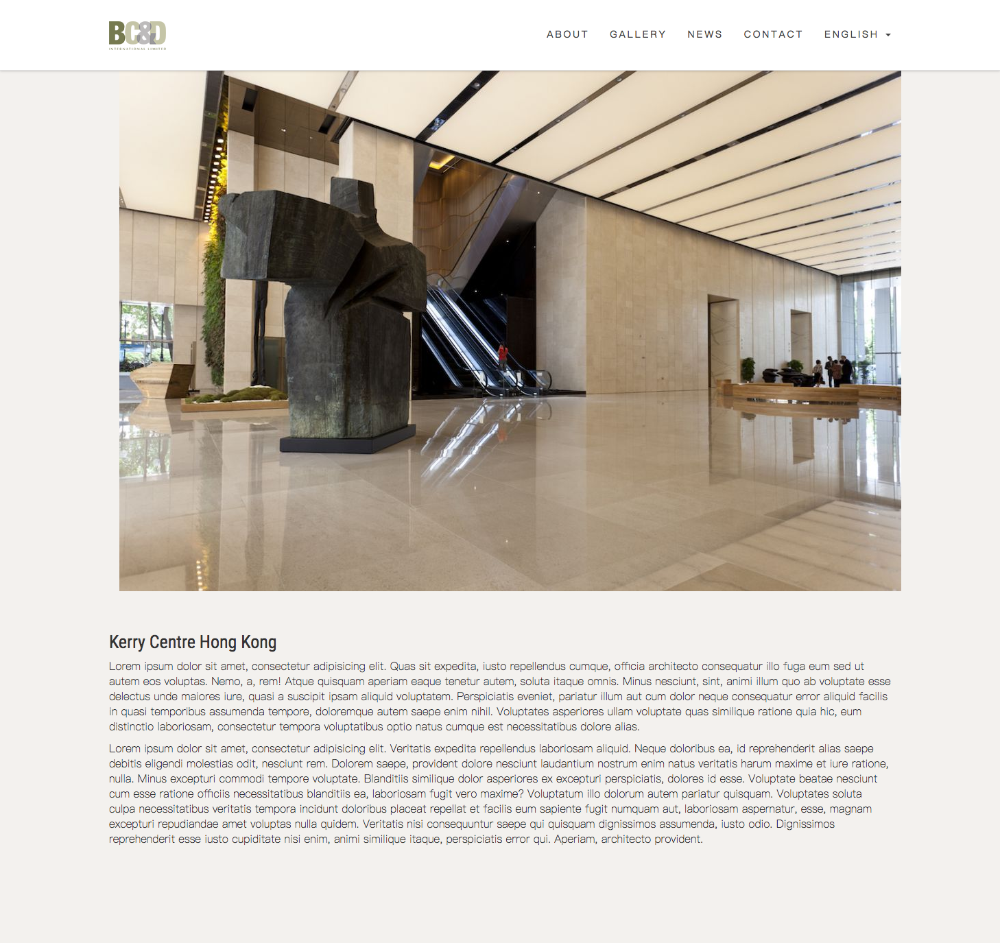 BC&D
INTERNATIONAL LIMITED
ABOUT GALLERY NEWS CONTACT ENGLISH
Kerry Centre Hong Kong
Lorem ipsum dolor sit amet, consectetur adipisicing elit. Quas sit expedita, iusto repellendus cumque, officia architecto consequatur illo fuga eum sed ut
autem eos voluptas. Nemo, a, rem! Atque quisquam aperiam eaque tenetur autem, soluta itaque omnis. Minus nesciunt, sint, animi illum quo ab voluptate esse
delectus unde maiores iure, quasi a suscipit ipsam aliquid voluptatem. Perspiciatis eveniet, pariatur illum aut cum dolor neque consequatur error aliquid facilis
in quasi temporibus assumenda tempore, doloremque autem saepe enim nihil. Voluptates asperiores ullam voluptate quas similique ratione quia hic, eum
distinctio laboriosam, consectetur tempora voluptatibus optio natus cumque est necessitatibus dolore alias.
Lorem ipsum dolor sit amet, consectetur adipisicing elit. Veritatis expedita repellendus laboriosam aliquid. Neque doloribus ea, id reprehenderit alias saepe
debitis eligendi molestias odit, nesciunt rem. Dolorem saepe, provident dolore nesciunt laudantium nostrum enim natus veritatis harum maxime et iure ratione,
nulla. Minus excepturi commodi tempore voluptate. Blanditiis similique dolor asperiores ex excepturi perspiciatis, dolores id esse. Voluptate beatae nesciunt
cum esse ratione officiis necessitatibus blanditiis ea, laboriosam fugit vero maxime? Voluptatum illo dolorum autem pariatur quisquam. Voluptates soluta
culpa necessitatibus veritatis tempora incidunt doloribus placeat repellat et facilis eum sapiente fugit numquam aut, laboriosam aspernatur, esse, magnam
excepturi repudiandae amet voluptas nulla quidem. Veritatis nisi consequuntur saepe qui quisquam dignissimos assumenda, iusto odio. Dignissimos
reprehenderit esse iusto cupiditate nisi enim, animi similique itaque, perspiciatis error qui. Aperiam, architecto provident.